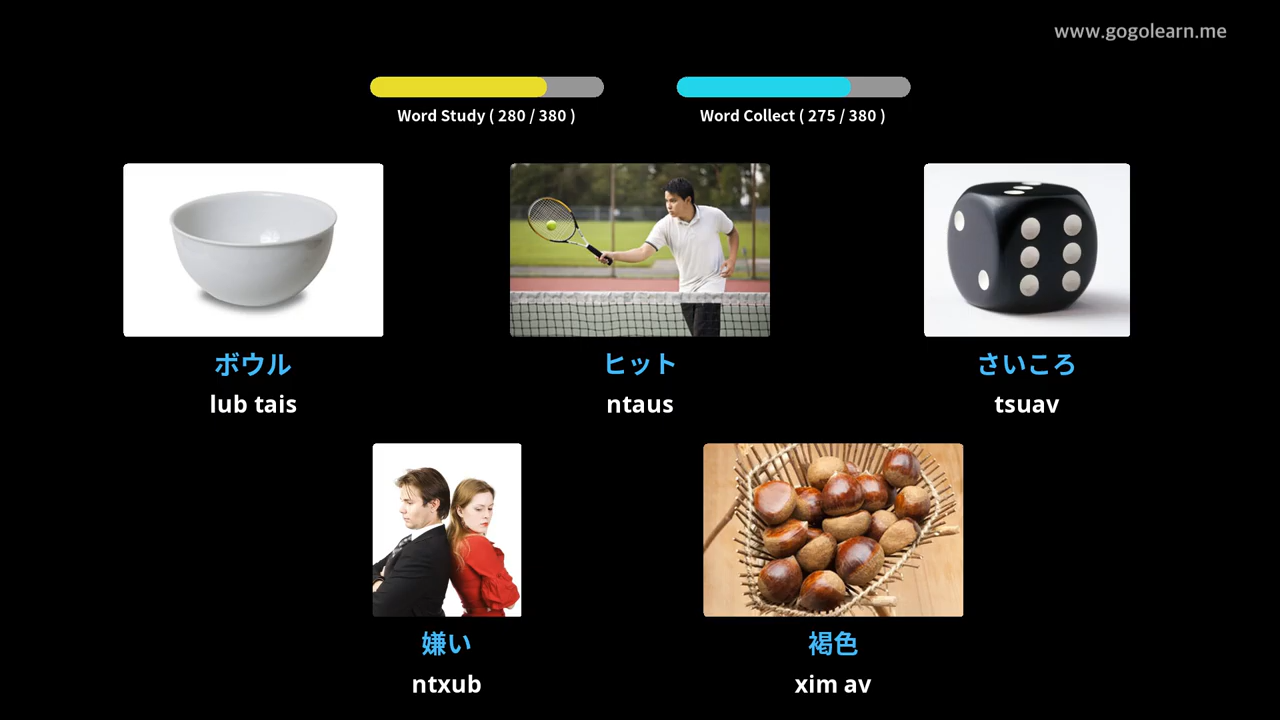 www.gogolearn.me
Word Study ( 280 / 380 )
Word Collect ( 275 / 380 )
ボウル
lub tais
ヒット
ntaus
さいころ
tsuav
嫌い
ntxub
褐色
xim av